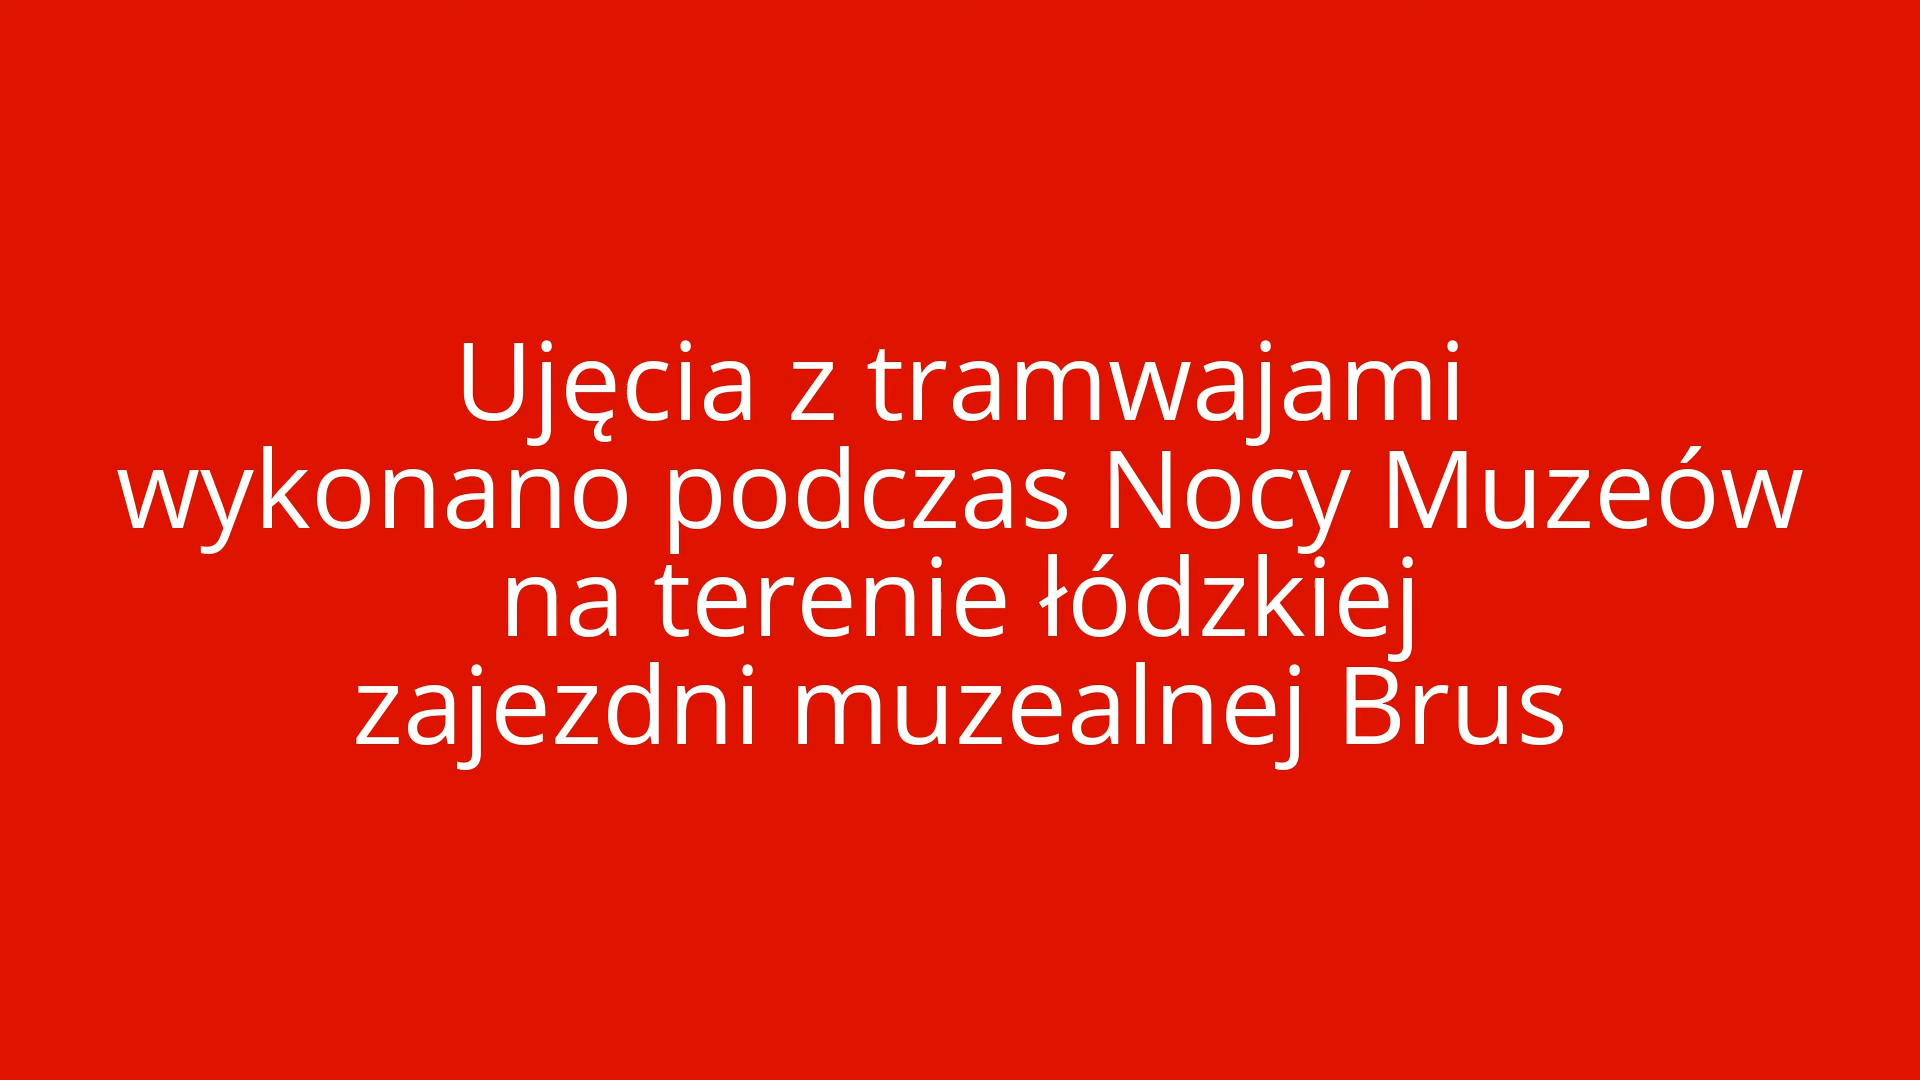 Ujęcia z tramwajami
wykonano podczas Nocy Muzeów
na terenie łódzkiej
zajezdni muzealnej Brus